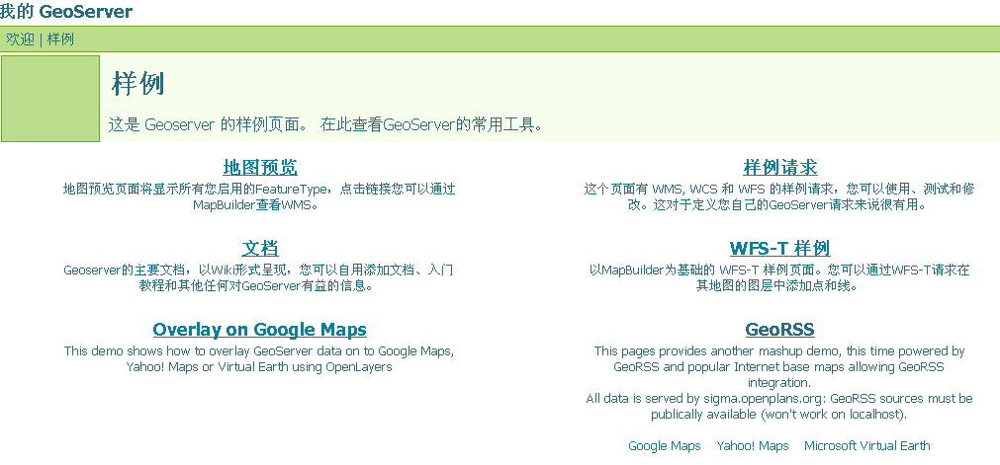 我的 GeoServer
欢迎 | 样例
样例
这是 Geoserver 的样例页面。 在此查看GeoServer的常用工具。
地图预览
地图预览页面将显示所有您启用的FeatureType，点击链接您可以通过
MapBuilder查看WMS。
样例请求
这个页面有 WMS, WCS 和 WFS 的样例请求，您可以使用、测试和修
改。这对于定义您自己的GeoServer请求来说很有用。
文档
Geoserver的主要文档，以Wiki形式呈现，您可以自用添加文档、入门
教程和其他任何对GeoServer有益的信息。
WFS-T 样例
以MapBuilder为基础的 WFS-T 样例页面。您可以通过WFS-T请求在
其地图的图层中添加点和线。
Overlay on Google Maps
This demo shows how to overlay GeoServer data on to Google Maps,
Yahoo! Maps or Virtual Earth using OpenLayers
GeoRSS
This pages provides another mashup demo, this time powered by
GeoRSS and popular Internet base maps allowing GeoRSS
integration.
All data is served by sigma.openplans.org: GeoRSS sources must be
publically available (won't work on localhost).
Google Maps Yahoo! Maps Microsoft Virtual Earth